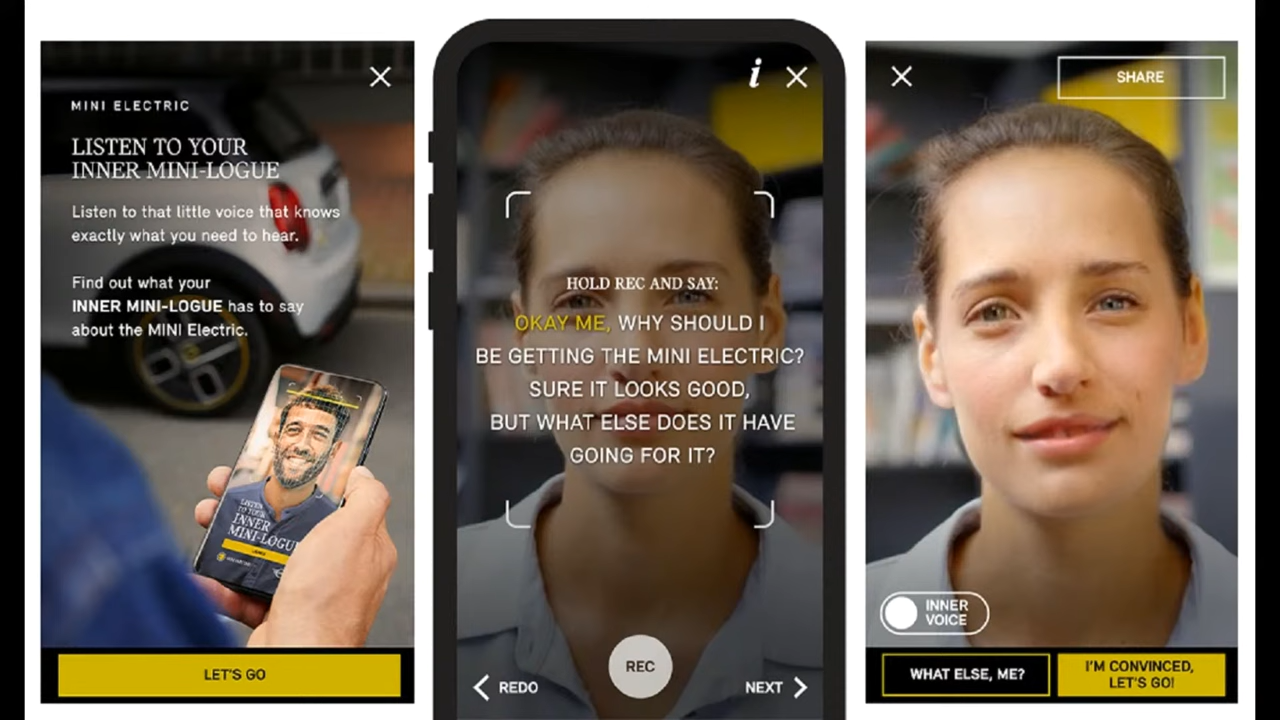 MINI ELECTRIC
LISTEN TO YOUR
INNER MINI-LOGUE
Listen to that little voice that knows
exactly what you need to hear.
Find out what your
INNER MINI-LOGUE has to say
about the MINI Electric.
LISTEN
TO YOUR
INNER
MINI-LOGUE
LET'S GO
i
HOLD REC AND SAY:
OKAY ME, WHY SHOULD I
BE GETTING THE MINI ELECTRIC?
SURE IT LOOKS GOOD,
BUT WHAT ELSE DOES IT HAVE
GOING FOR IT?
REC
REDO
NEXT
SHARE
INNER
VOICE
WHAT ELSE, ME?
I'M CONVINCED,
LET'S GO!